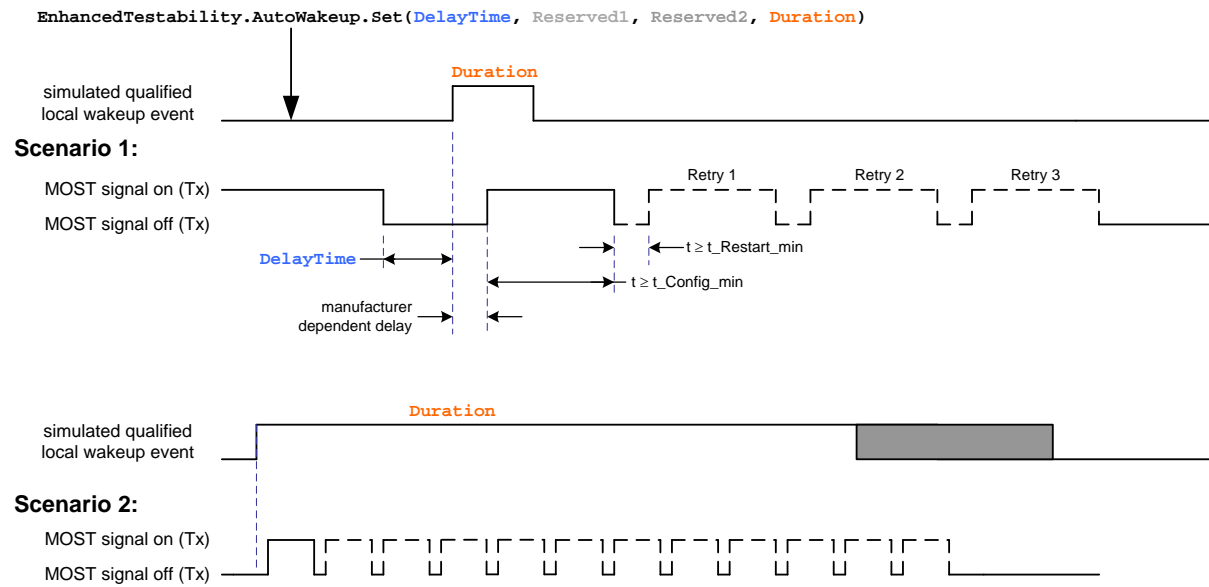 EnhancedTestability.AutoWakeup.Set(DelayTime, Reserved1, Reserved2, Duration)
Duration
simulated qualified
local wakeup event
Scenario 1:
MOST signal on (Tx)
Retry 1
Retry 2
Retry 3
MOST signal off (Tx)
t ≥ t_Restart_min
DelayTime
t ≥ t_Config_min
manufacturer
dependent delay
Duration
simulated qualified
local wakeup event
Scenario 2:
MOST signal on (Tx)
MOST signal off (Tx)